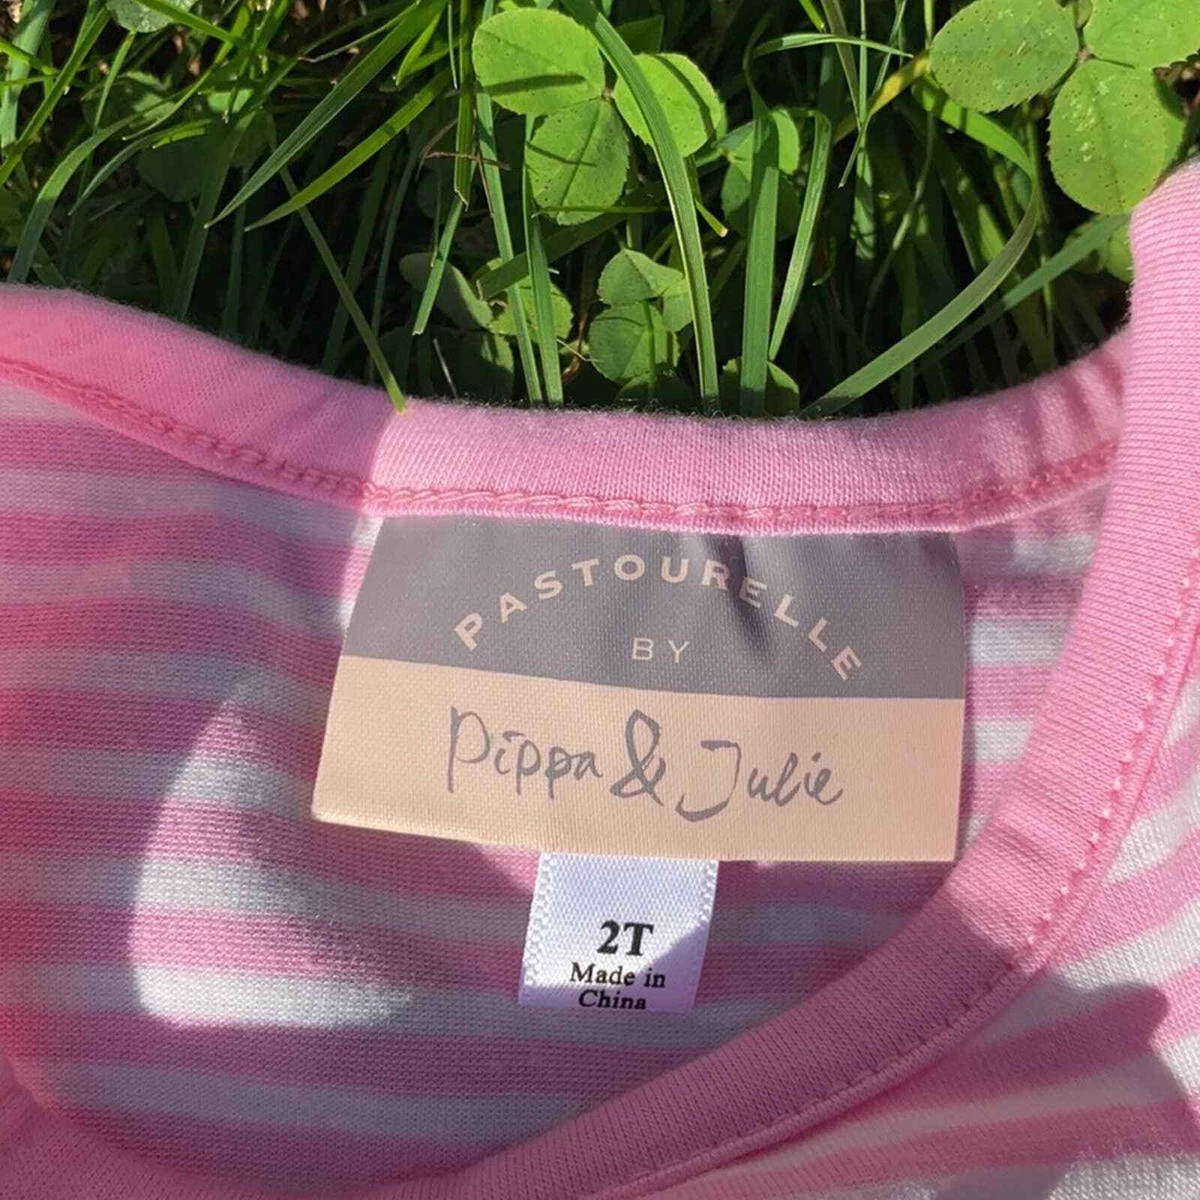 PASTOURELLE
BY
Pippa & Julie
2T
Made in
China